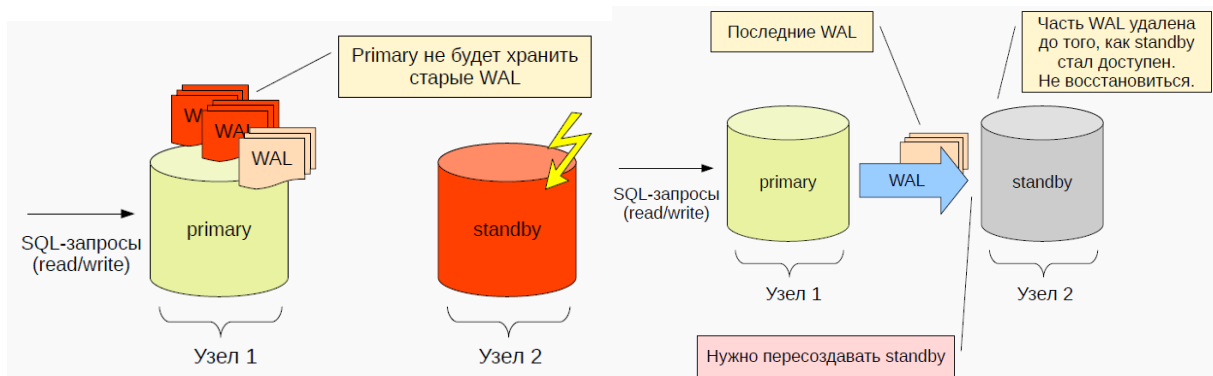 Primary не будет хранить
старые WAL
WAL
WAL
WAL
primary
standby
SQL-запросы
(read/write)
Узел 1
Узел 2
Последние WAL
Часть WAL удалена
до того, как standby
стал доступен.
Не восстановиться.
SQL-запросы
(read/write)
primary
WAL
standby
Узел 1
Узел 2
Нужно пересоздавать standby